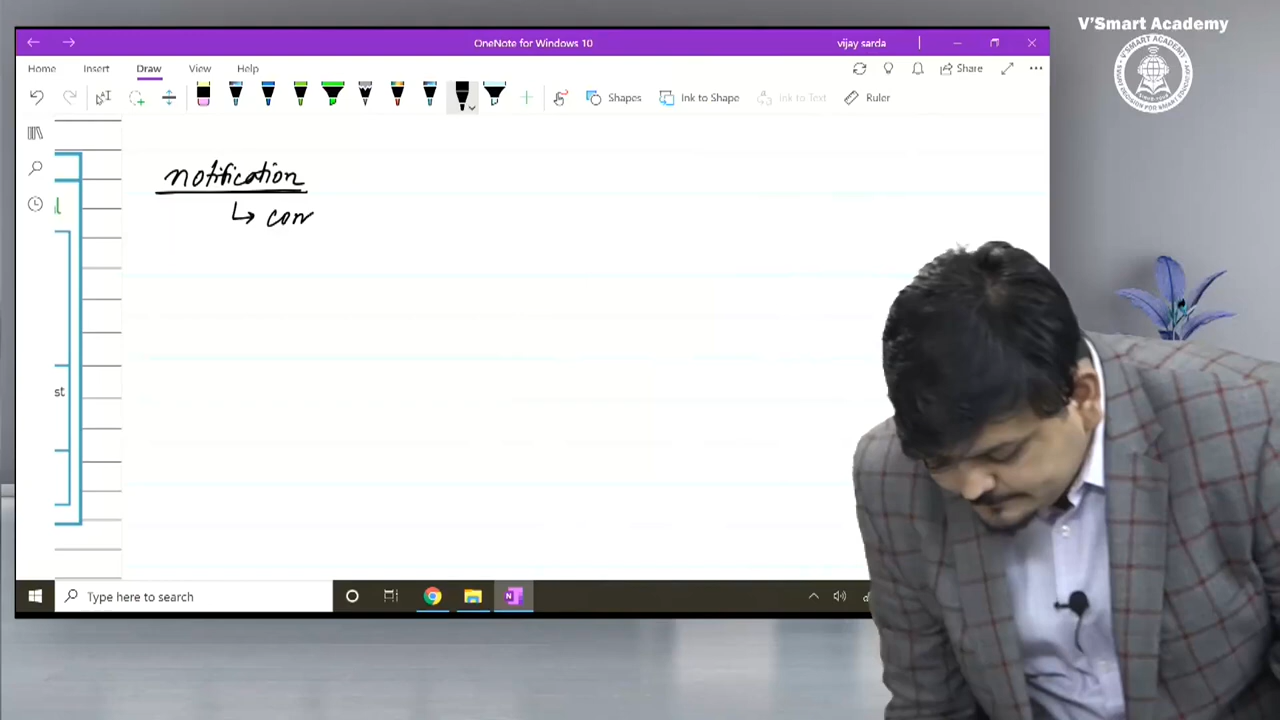 V'Smart Academy
OneNote for Windows 10
vijay sarda
Home Insert Draw View Help
Share
Shapes Ink to Shape Ink to Text Ruler
notification
↳ con
st
Type here to search